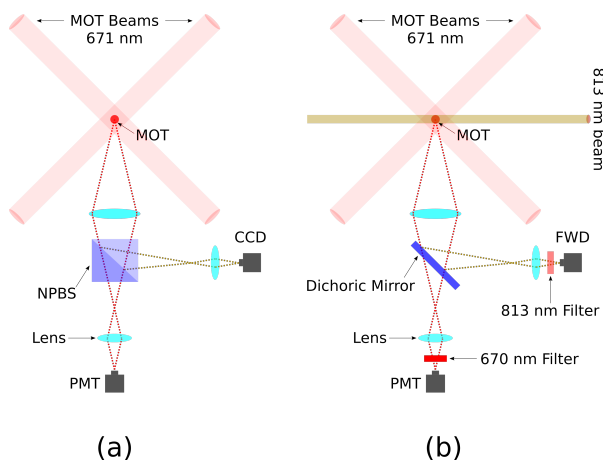 MOT Beams
671 nm
MOT
CCD
NPBS
Lens
PMT
(a)
MOT Beams
671 nm
813 nm beam
MOT
FWD
Dichoric Mirror
813 nm Filter
Lens
670 nm Filter
PMT
(b)